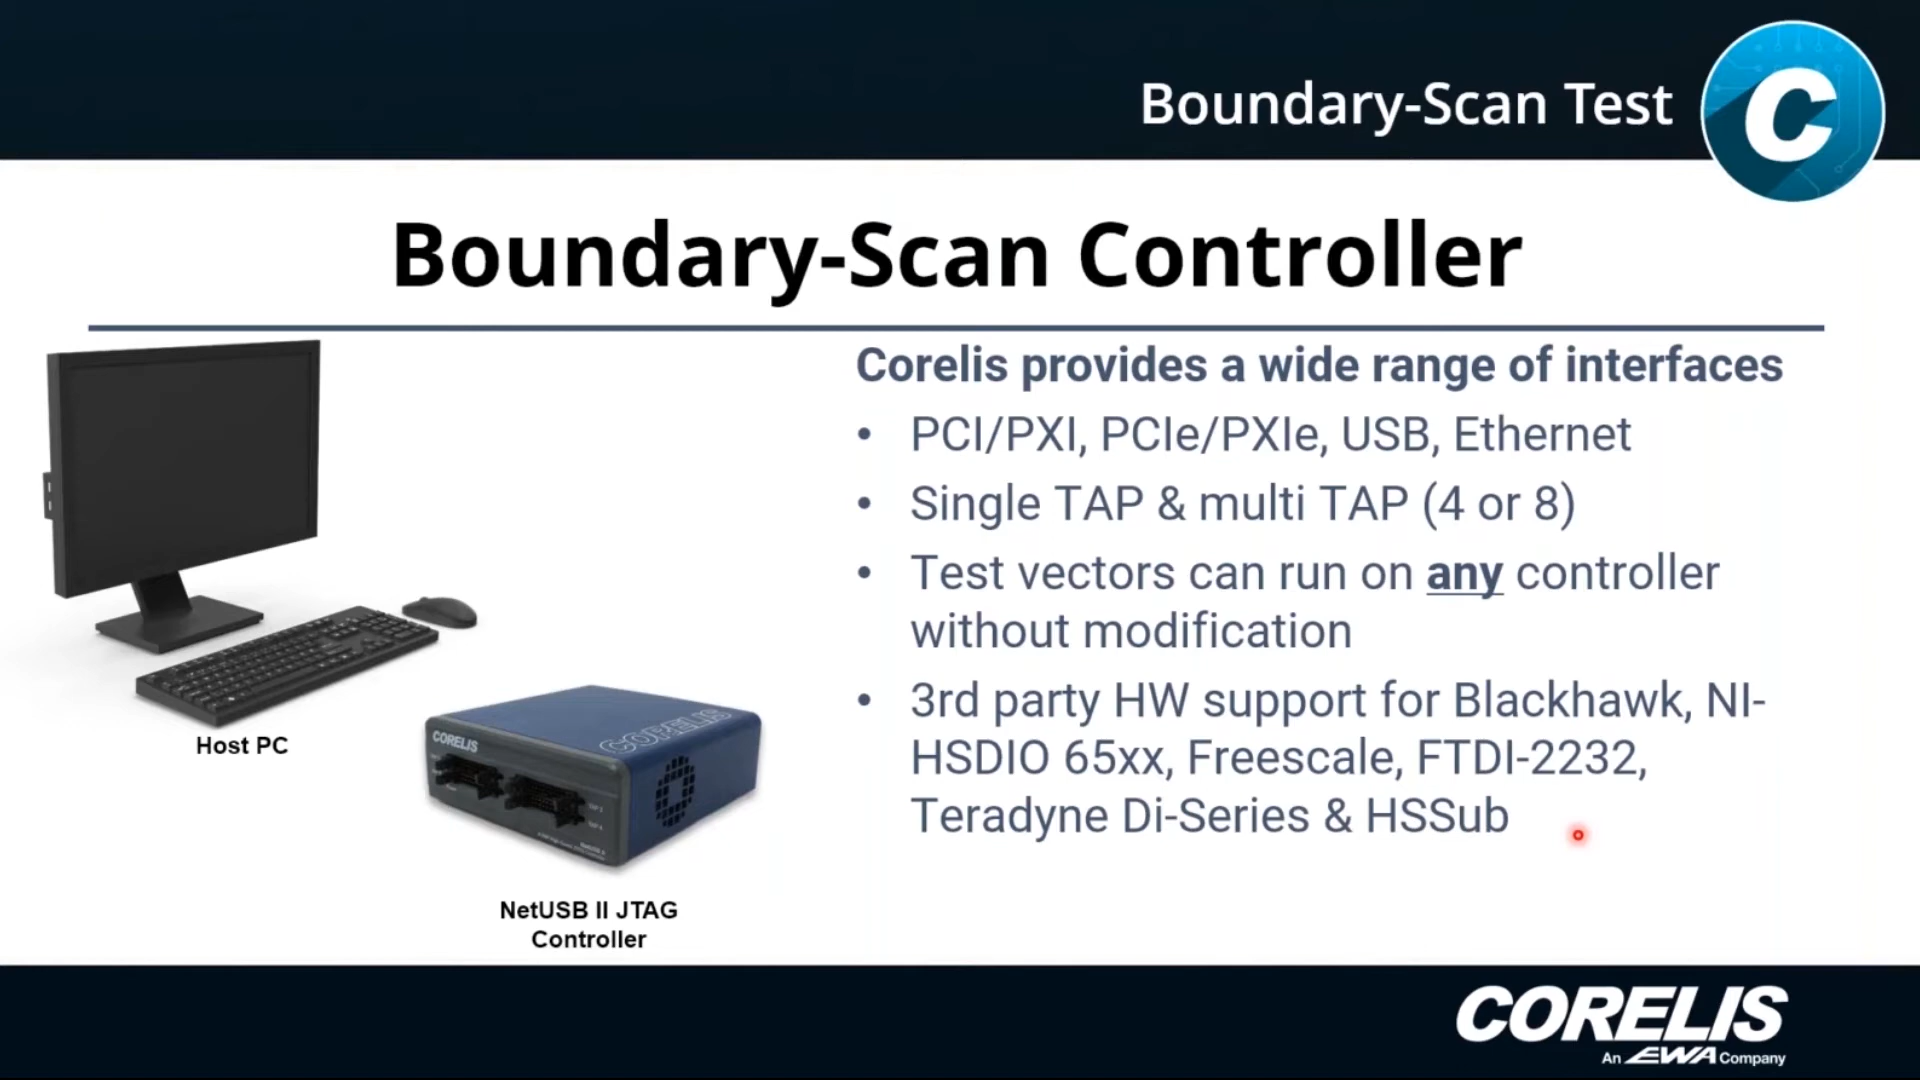 Boundary-Scan Test
C
Boundary-Scan Controller
Corelis provides a wide range of interfaces
• PCI/PXI, PCIe/PXIe, USB, Ethernet
• Single TAP & multi TAP (4 or 8)
• Test vectors can run on any controller
without modification
• 3rd party HW support for Blackhawk, NI-
HSDIO 65xx, Freescale, FTDI-2232,
Teradyne Di-Series & HSSub
Host PC
CORELIS
CORELIS
NetUSB II JTAG
Controller
CORELIS
An EWA Company